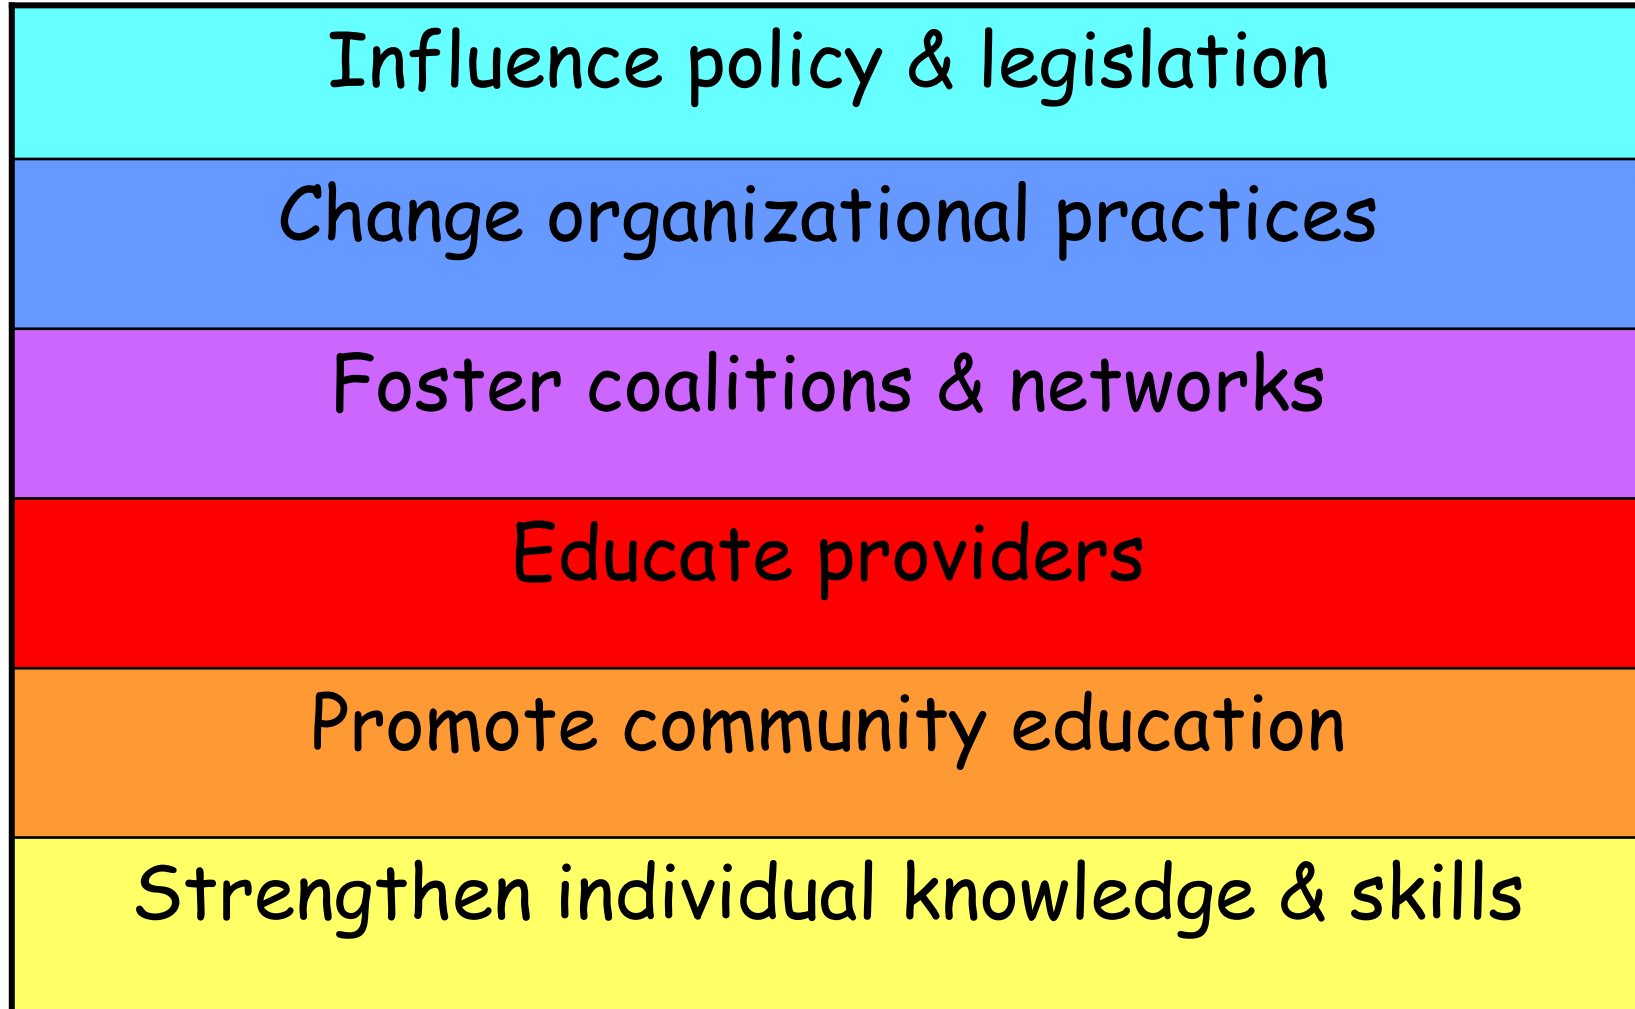 Influence policy & legislation
Change organizational practices
Foster coalitions & networks
Educate providers
Promote community education
Strengthen individual knowledge & skills